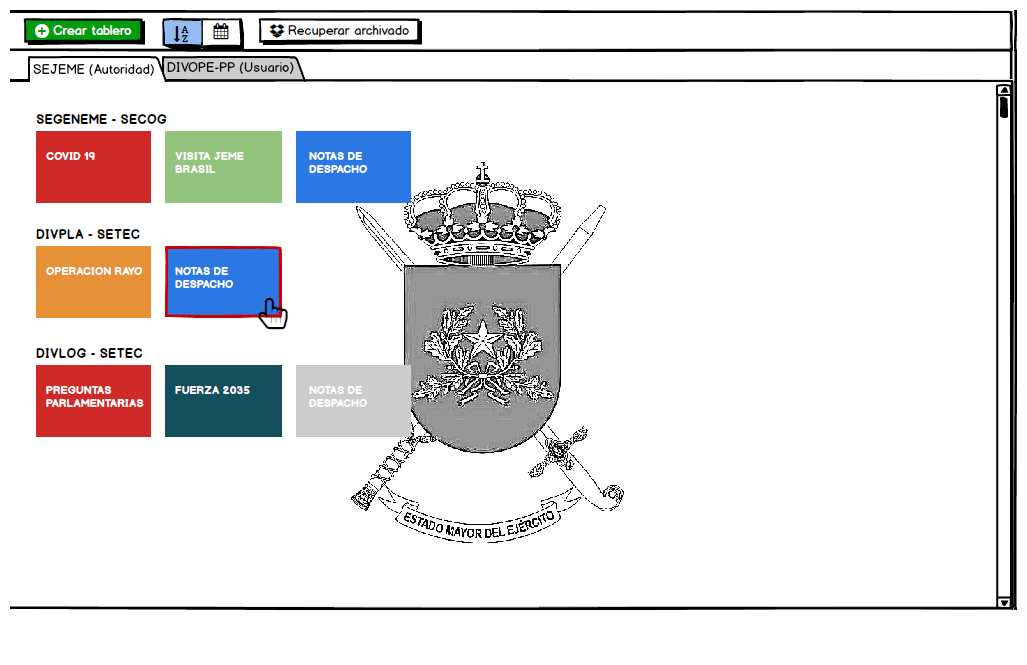 Crear tablero
A
Z
Recuperar archivado
SEJEME (Autoridad)
DIVOPE-PP (Usuario)
SEGENEME - SECOG
COVID 19
VISITA JEME
BRASIL
NOTAS DE
DESPACHO
DIVPLA - SETEC
OPERACION RAYO
NOTAS DE
DESPACHO
DIVLOG - SETEC
PREGUNTAS
PARLAMENTARIAS
FUERZA 2035
NOTAS DE
DESPACHO
ESTADO MAYOR DEL EJÉRCITO